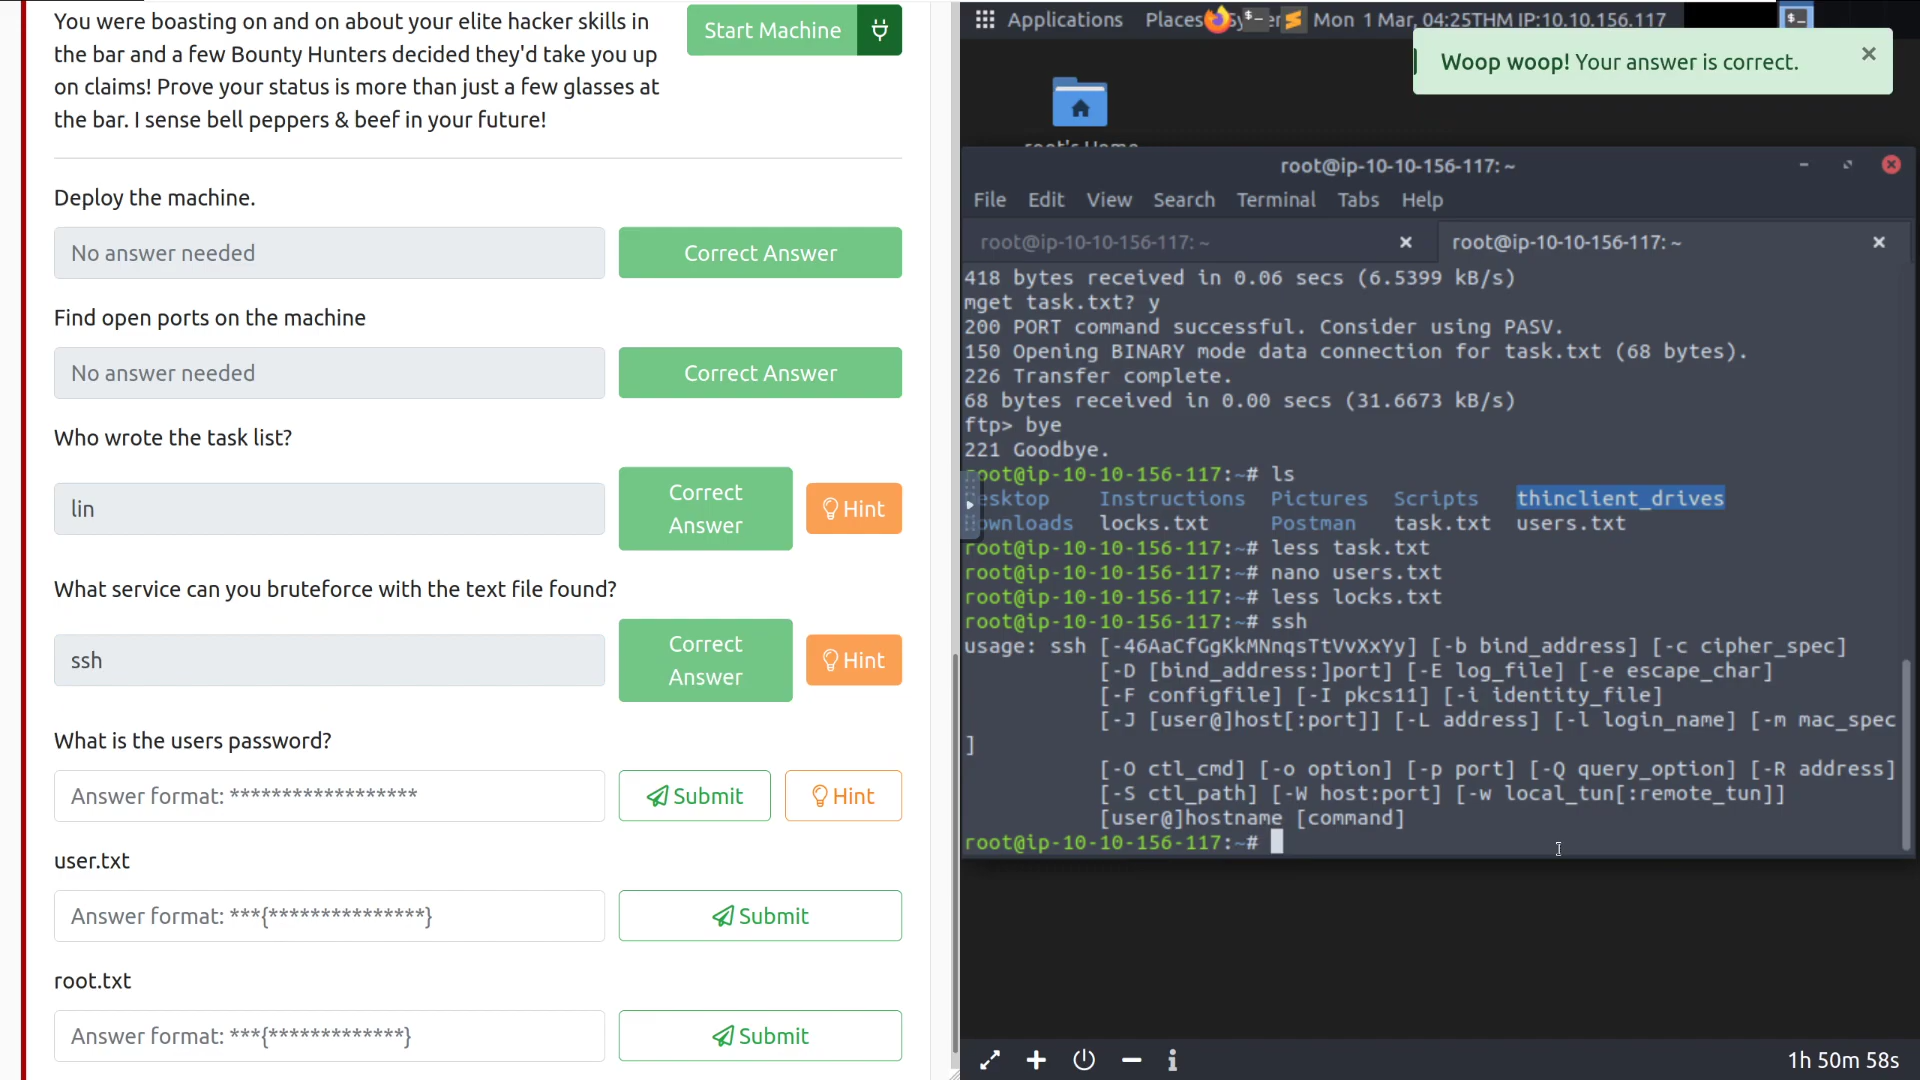 You were boasting on and on about your elite hacker skills in
the bar and a few Bounty Hunters decided they'd take you up
on claims! Prove your status is more than just a few glasses at
the bar. I sense bell peppers & beef in your future!
Start Machine
Deploy the machine.
No answer needed
Correct Answer
Find open ports on the machine
No answer needed
Correct Answer
Who wrote the task list?
lin
Correct
Answer
Hint
What service can you bruteforce with the text file found?
ssh
Correct
Answer
Hint
What is the users password?
Answer format: ******************
Submit
Hint
user.txt
Answer format: ***{***************}
Submit
root.txt
Answer format: ***{*************}
Submit
Applications Places Mon 1 Mar, 04:25 THM IP:10.10.156.117
Woop woop! Your answer is correct.
root@ip-10-10-156-117: ~
File Edit View Search Terminal Tabs Help
root@ip-10-10-156-117: ~
root@ip-10-10-156-117: ~
418 bytes received in 0.06 secs (6.5399 kB/s)
mget task.txt? y
200 PORT command successful. Consider using PASV.
150 Opening BINARY mode data connection for task.txt (68 bytes).
226 Transfer complete.
68 bytes received in 0.00 secs (31.6673 kB/s)
ftp> bye
221 Goodbye.
root@ip-10-10-156-117:~# ls
esktop Instructions Pictures Scripts thinclient_drives
ownloads locks.txt Postman task.txt users.txt
root@ip-10-10-156-117:~# less task.txt
root@ip-10-10-156-117:~# nano users.txt
root@ip-10-10-156-117:~# less locks.txt
root@ip-10-10-156-117:~# ssh
usage: ssh [-46AaCfGgKkMNnqsTtVvXxYy] [-b bind_address] [-c cipher_spec]
[-D [bind_address:]port] [-E log_file] [-e escape_char]
[-F configfile] [-I pkcs11] [-i identity_file]
[-J [user@]host[:port]] [-L address] [-l login_name] [-m mac_spec
]
[-O ctl_cmd] [-o option] [-p port] [-Q query_option] [-R address]
[-S ctl_path] [-W host:port] [-w local_tun[:remote_tun]]
[user@]hostname [command]
root@ip-10-10-156-117:~#
1h 50m 58s